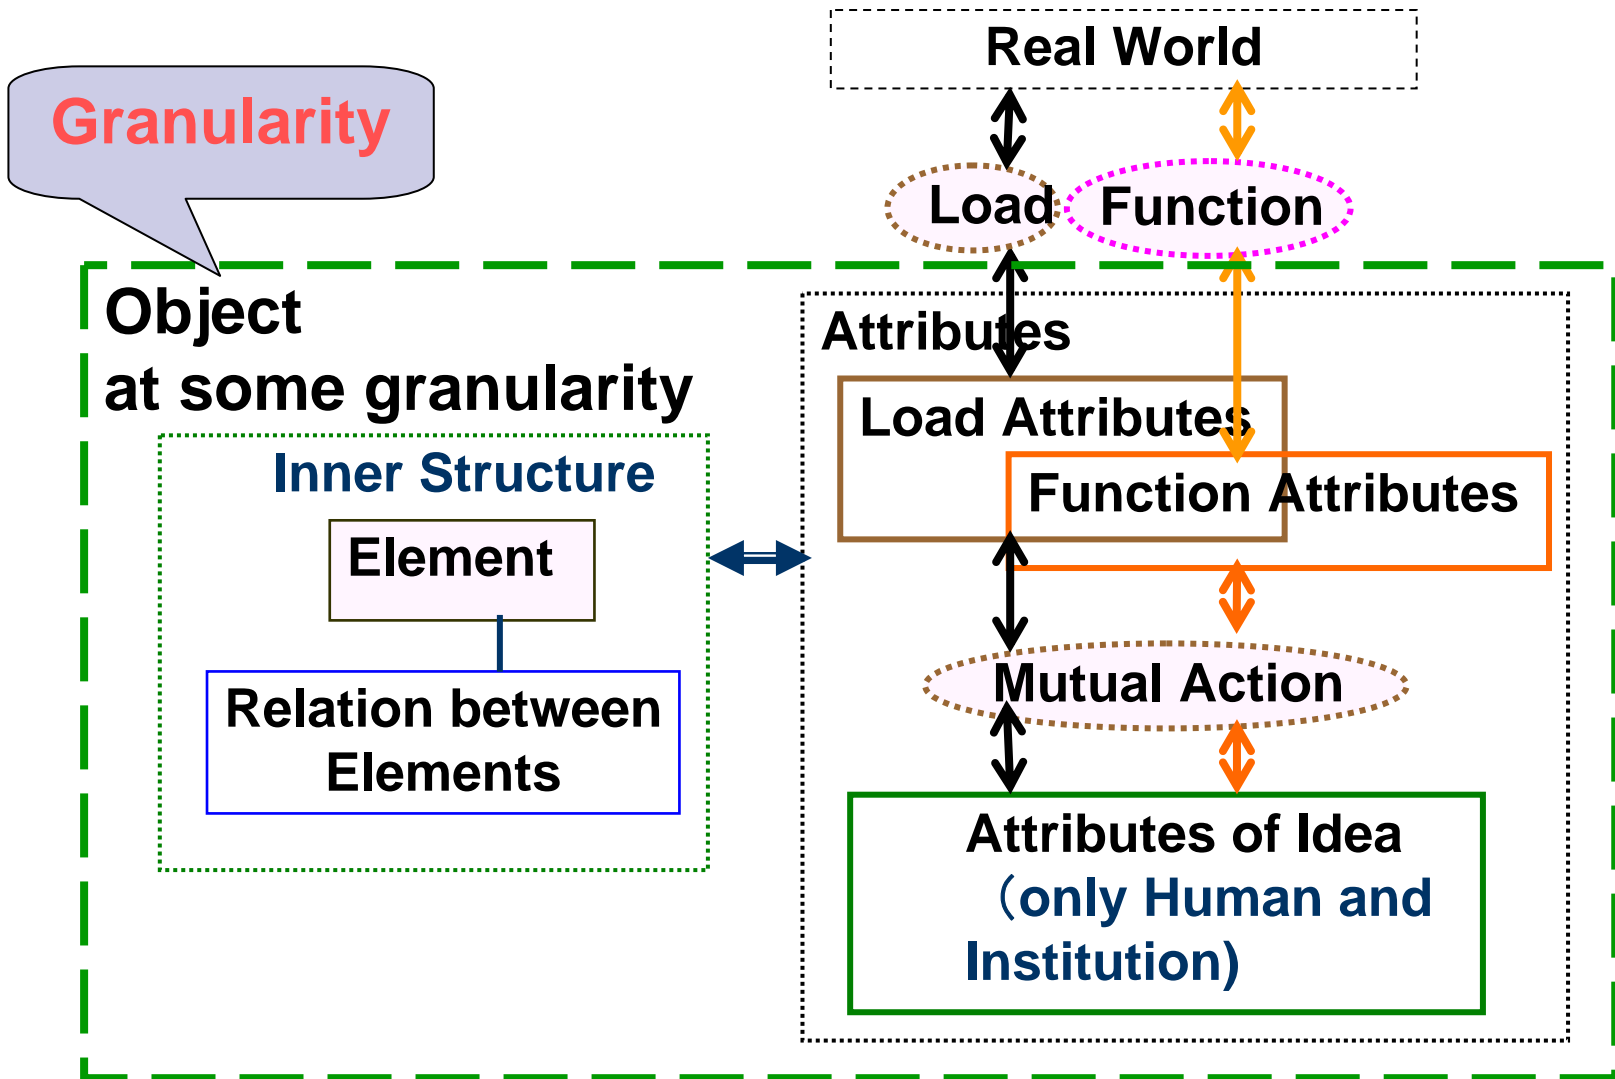 Real World
Granularity
Load
Function
Object
at some granularity
Attributes
Load Attributes
Inner Structure
Function Attributes
Element
Mutual Action
Relation between
Elements
Attributes of Idea
（only Human and
Institution)